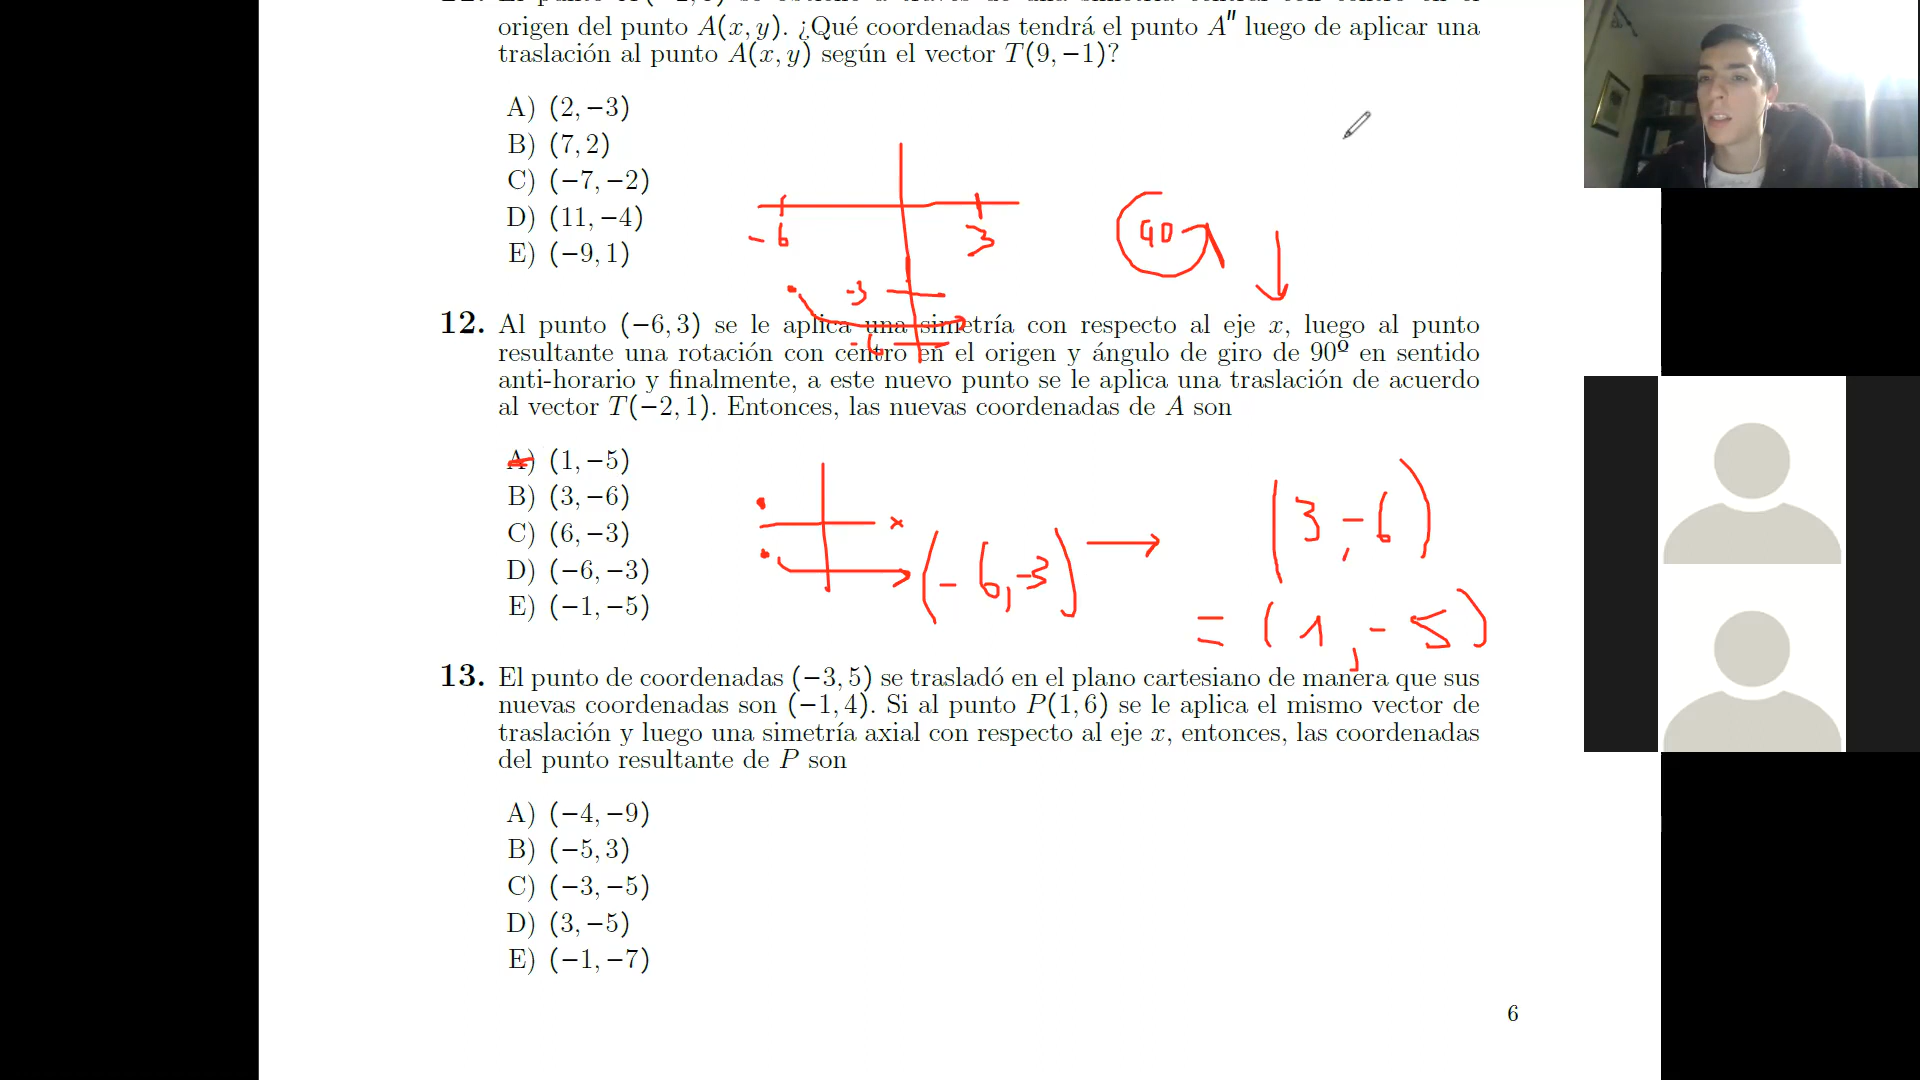 origen del punto A(x, y). ¿Qué coordenadas tendrá el punto A″ luego de aplicar una
traslación al punto A(x, y) según el vector T(9, −1)?
A) (2, −3)
B) (7, 2)
C) (−7, −2)
D) (11, −4)
E) (−9, 1)
-6
3
90
-3
-6
12. Al punto (−6, 3) se le aplica una simetría con respecto al eje x, luego al punto
resultante una rotación con centro en el origen y ángulo de giro de 90º en sentido
anti-horario y finalmente, a este nuevo punto se le aplica una traslación de acuerdo
al vector T(−2, 1). Entonces, las nuevas coordenadas de A son
A) (1, −5)
B) (3, −6)
C) (6, −3)
D) (−6, −3)
E) (−1, −5)
x
(-6, -3) → (3, -6)
= (1, -5)
13. El punto de coordenadas (−3, 5) se trasladó en el plano cartesiano de manera que sus
nuevas coordenadas son (−1, 4). Si al punto P(1, 6) se le aplica el mismo vector de
traslación y luego una simetría axial con respecto al eje x, entonces, las coordenadas
del punto resultante de P son
A) (−4, −9)
B) (−5, 3)
C) (−3, −5)
D) (3, −5)
E) (−1, −7)
6